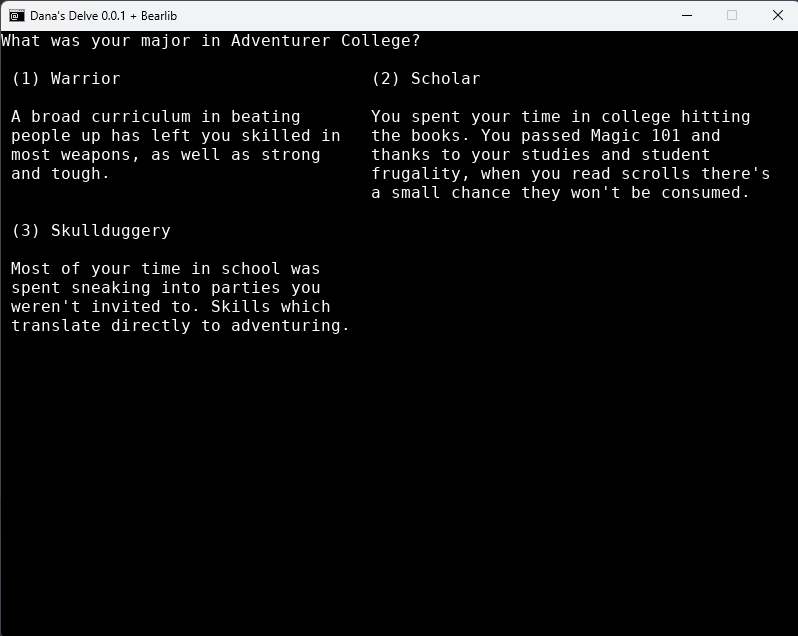 Dana's Delve 0.0.1 + Bearlib
What was your major in Adventurer College?
(1) Warrior
A broad curriculum in beating
people up has left you skilled in
most weapons, as well as strong
and tough.
(2) Scholar
You spent your time in college hitting
the books. You passed Magic 101 and
thanks to your studies and student
frugality, when you read scrolls there's
a small chance they won't be consumed.
(3) Skullduggery
Most of your time in school was
spent sneaking into parties you
weren't invited to. Skills which
translate directly to adventuring.